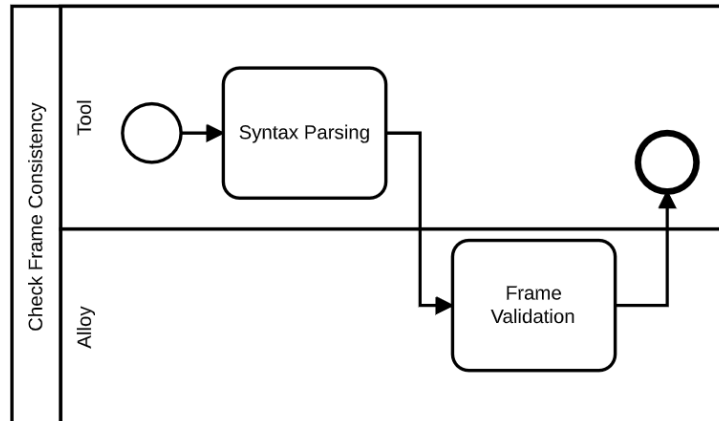 Check Frame Consistency
Tool
Syntax Parsing
Alloy
Frame
Validation